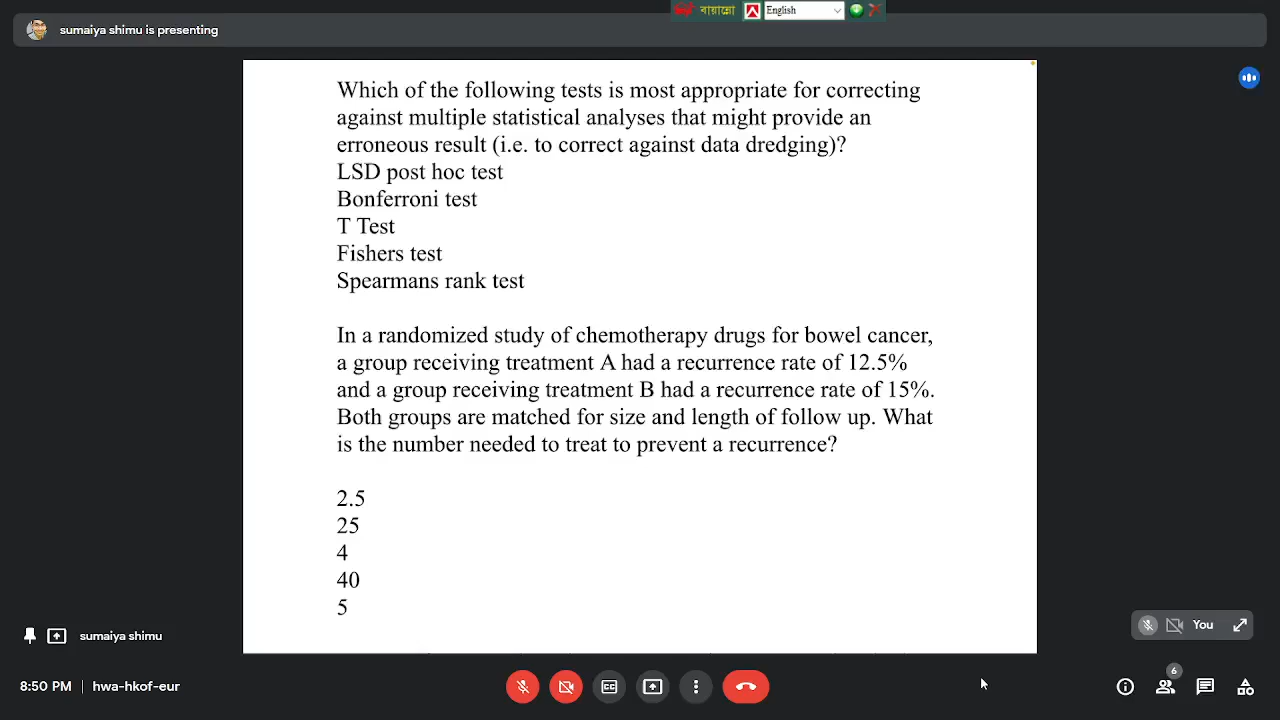 বায়ান্নো
English
sumaiya shimu is presenting
Which of the following tests is most appropriate for correcting
against multiple statistical analyses that might provide an
erroneous result (i.e. to correct against data dredging)?
LSD post hoc test
Bonferroni test
T Test
Fishers test
Spearmans rank test
In a randomized study of chemotherapy drugs for bowel cancer,
a group receiving treatment A had a recurrence rate of 12.5%
and a group receiving treatment B had a recurrence rate of 15%.
Both groups are matched for size and length of follow up. What
is the number needed to treat to prevent a recurrence?
2.5
25
4
40
5
sumaiya shimu
You
8:50 PM | hwa-hkof-eur
6